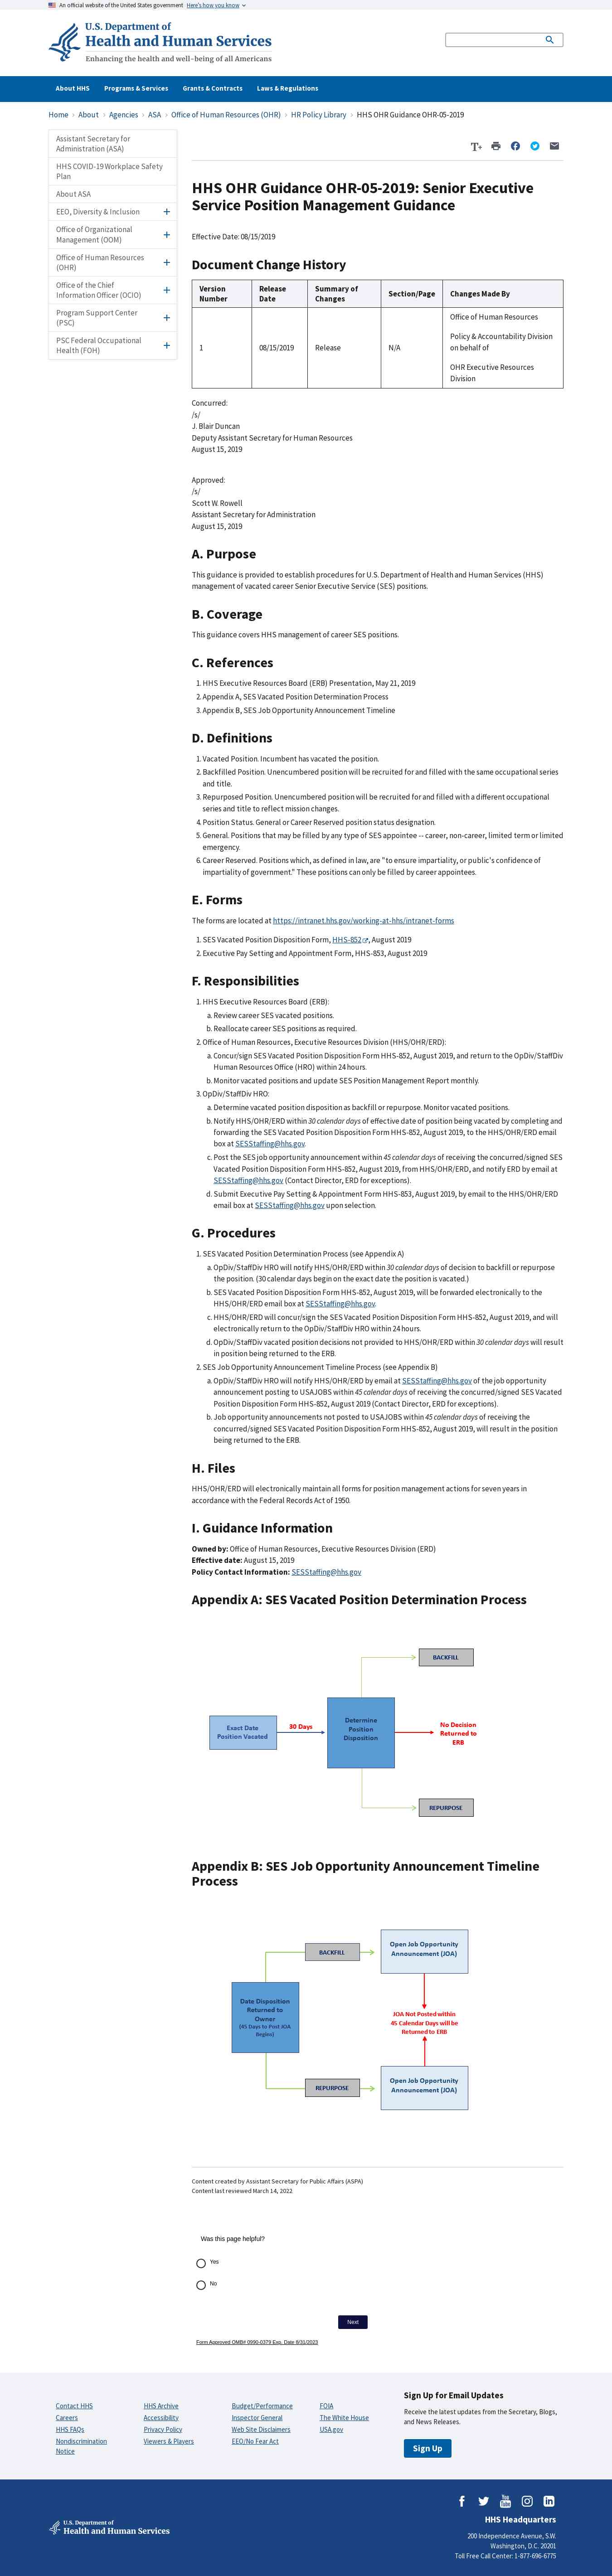 An official website of the United States government Here's how you know
U.S. Department of
Health and Human Services
Enhancing the health and well-being of all Americans
About HHS Programs & Services Grants & Contracts Laws & Regulations
Home › About › Agencies › ASA › Office of Human Resources (OHR) › HR Policy Library › HHS OHR Guidance OHR-05-2019
Assistant Secretary for
Administration (ASA)
HHS COVID-19 Workplace Safety
Plan
About ASA
EEO, Diversity & Inclusion +
Office of Organizational
Management (OOM) +
Office of Human Resources
(OHR) +
Office of the Chief
Information Officer (OCIO) +
Program Support Center
(PSC) +
PSC Federal Occupational
Health (FOH) +
T+
HHS OHR Guidance OHR-05-2019: Senior Executive
Service Position Management Guidance
Effective Date: 08/15/2019
Document Change History
Version Number Release Date Summary of Changes Section/Page Changes Made By
1 08/15/2019 Release N/A Office of Human Resources
Policy & Accountability Division
on behalf of
OHR Executive Resources
Division
Concurred:
/s/
J. Blair Duncan
Deputy Assistant Secretary for Human Resources
August 15, 2019
Approved:
/s/
Scott W. Rowell
Assistant Secretary for Administration
August 15, 2019
A. Purpose
This guidance is provided to establish procedures for U.S. Department of Health and Human Services (HHS)
management of vacated career Senior Executive Service (SES) positions.
B. Coverage
This guidance covers HHS management of career SES positions.
C. References
1. HHS Executive Resources Board (ERB) Presentation, May 21, 2019
2. Appendix A, SES Vacated Position Determination Process
3. Appendix B, SES Job Opportunity Announcement Timeline
D. Definitions
1. Vacated Position. Incumbent has vacated the position.
2. Backfilled Position. Unencumbered position will be recruited for and filled with the same occupational series
and title.
3. Repurposed Position. Unencumbered position will be recruited for and filled with a different occupational
series and title to reflect mission changes.
4. Position Status. General or Career Reserved position status designation.
5. General. Positions that may be filled by any type of SES appointee -- career, non-career, limited term or limited
emergency.
6. Career Reserved. Positions which, as defined in law, are "to ensure impartiality, or public's confidence of
impartiality of government." These positions can only be filled by career appointees.
E. Forms
The forms are located at https://intranet.hhs.gov/working-at-hhs/intranet-forms
1. SES Vacated Position Disposition Form, HHS-852, August 2019
2. Executive Pay Setting and Appointment Form, HHS-853, August 2019
F. Responsibilities
1. HHS Executive Resources Board (ERB):
a. Review career SES vacated positions.
b. Reallocate career SES positions as required.
2. Office of Human Resources, Executive Resources Division (HHS/OHR/ERD):
a. Concur/sign SES Vacated Position Disposition Form HHS-852, August 2019, and return to the OpDiv/StaffDiv
Human Resources Office (HRO) within 24 hours.
b. Monitor vacated positions and update SES Position Management Report monthly.
3. OpDiv/StaffDiv HRO:
a. Determine vacated position disposition as backfill or repurpose. Monitor vacated positions.
b. Notify HHS/OHR/ERD within 30 calendar days of effective date of position being vacated by completing and
forwarding the SES Vacated Position Disposition Form HHS-852, August 2019, to the HHS/OHR/ERD email
box at SESStaffing@hhs.gov.
c. Post the SES job opportunity announcement within 45 calendar days of receiving the concurred/signed SES
Vacated Position Disposition Form HHS-852, August 2019, from HHS/OHR/ERD, and notify ERD by email at
SESStaffing@hhs.gov (Contact Director, ERD for exceptions).
d. Submit Executive Pay Setting & Appointment Form HHS-853, August 2019, by email to the HHS/OHR/ERD
email box at SESStaffing@hhs.gov upon selection.
G. Procedures
1. SES Vacated Position Determination Process (see Appendix A)
a. OpDiv/StaffDiv HRO will notify HHS/OHR/ERD within 30 calendar days of decision to backfill or repurpose
the position. (30 calendar days begin on the exact date the position is vacated.)
b. SES Vacated Position Disposition Form HHS-852, August 2019, will be forwarded electronically to the
HHS/OHR/ERD email box at SESStaffing@hhs.gov.
c. HHS/OHR/ERD will concur/sign the SES Vacated Position Disposition Form HHS-852, August 2019, and will
electronically return to the OpDiv/StaffDiv HRO within 24 hours.
d. OpDiv/StaffDiv vacated position decisions not provided to HHS/OHR/ERD within 30 calendar days will result
in position being returned to the ERB.
2. SES Job Opportunity Announcement Timeline Process (see Appendix B)
a. OpDiv/StaffDiv HRO will notify HHS/OHR/ERD by email at SESStaffing@hhs.gov of the job opportunity
announcement posting to USAJOBS within 45 calendar days of receiving the concurred/signed SES Vacated
Position Disposition Form HHS-852, August 2019 (Contact Director, ERD for exceptions).
b. Job opportunity announcements not posted to USAJOBS within 45 calendar days of receiving the
concurred/signed SES Vacated Position Disposition Form HHS-852, August 2019, will result in the position
being returned to the ERB.
H. Files
HHS/OHR/ERD will electronically maintain all forms for position management actions for seven years in
accordance with the Federal Records Act of 1950.
I. Guidance Information
Owned by: Office of Human Resources, Executive Resources Division (ERD)
Effective date: August 15, 2019
Policy Contact Information: SESStaffing@hhs.gov
Appendix A: SES Vacated Position Determination Process
BACKFILL
Exact Date
Position Vacated
30 Days
Determine
Position
Disposition
No Decision
Returned to
ERB
REPURPOSE
Appendix B: SES Job Opportunity Announcement Timeline
Process
BACKFILL
Open Job Opportunity
Announcement (JOA)
Date Disposition
Returned to
Owner
(45 Days to Post JOA
Begins)
JOA Not Posted within
45 Calendar Days will be
Returned to ERB
REPURPOSE
Open Job Opportunity
Announcement (JOA)
Content created by Assistant Secretary for Public Affairs (ASPA)
Content last reviewed March 14, 2022
Was this page helpful?
Yes
No
Next
Form Approved OMB# 0990-0379 Exp. Date 8/31/2023
Contact HHS
Careers
HHS FAQs
Nondiscrimination
Notice
HHS Archive
Accessibility
Privacy Policy
Viewers & Players
Budget/Performance
Inspector General
Web Site Disclaimers
EEO/No Fear Act
FOIA
The White House
USA.gov
Sign Up for Email Updates
Receive the latest updates from the Secretary, Blogs,
and News Releases.
Sign Up
U.S. Department of
Health and Human Services
HHS Headquarters
200 Independence Avenue, S.W.
Washington, D.C. 20201
Toll Free Call Center: 1-877-696-6775